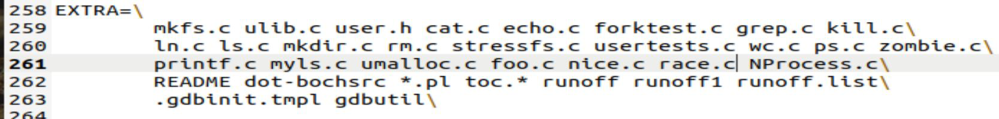 258 EXTRA=\
259 mkfs.c ulib.c user.h cat.c echo.c forktest.c grep.c kill.c\
260 ln.c ls.c mkdir.c rm.c stressfs.c usertests.c wc.c ps.c zombie.c\
261 printf.c myls.c umalloc.c foo.c nice.c race.c NProcess.c\
262 README dot-bochsrc *.pl toc.* runoff runoff1 runoff.list\
263 .gdbinit.tmpl gdbutil\
264